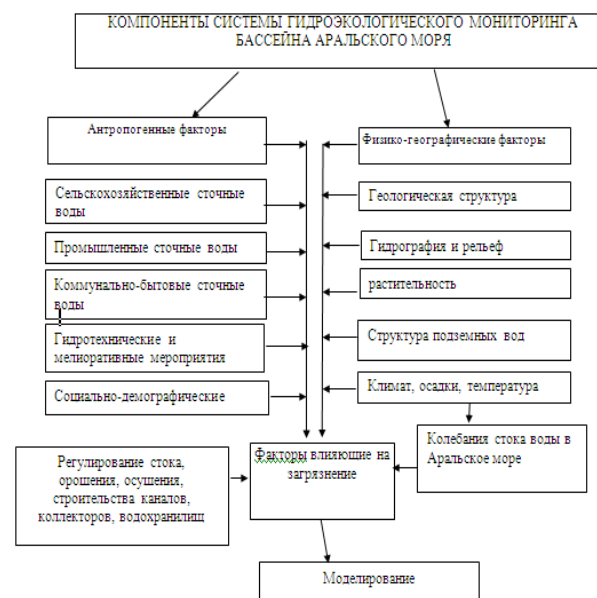 КОМПОНЕНТЫ СИСТЕМЫ ГИДРОЭКОЛОГИЧЕСКОГО МОНИТОРИНГА
БАССЕЙНА АРАЛЬСКОГО МОРЯ
Антропогенные факторы
Физико-географические факторы
Сельскохозяйственные сточные
воды
Геологическая структура
Промышленные сточные воды
Гидрография и рельеф
Коммунально-бытовые сточные
воды
растительность
Гидротехнические и
мелиоративные мероприятия
Структура подземных вод
Социально-демографические
Климат, осадки, температура
Регулирование стока,
орошения, осушения,
строительства каналов,
коллекторов, водохранилищ
Факторы влияющие на
загрязнение
Колебания стока воды в
Аральское море
Моделирование